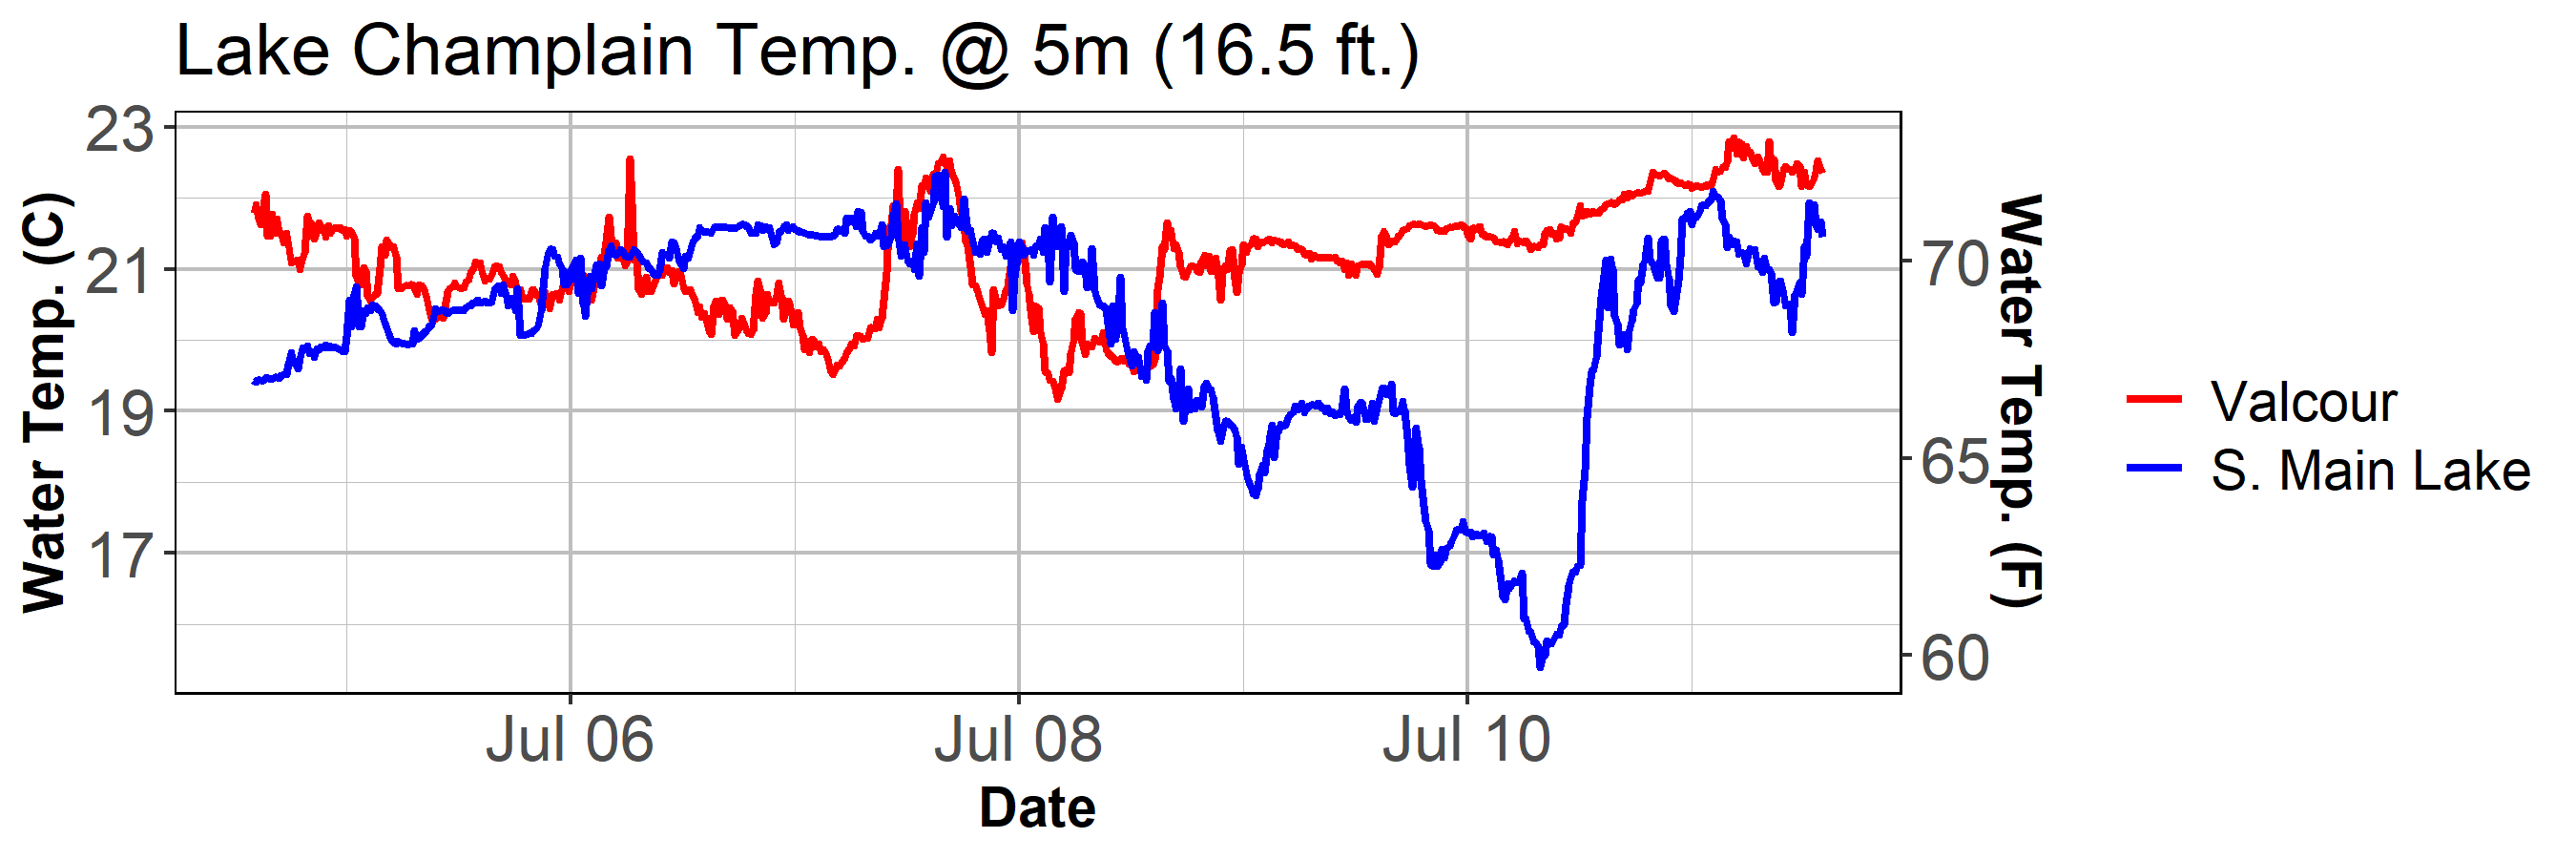 Lake Champlain Temp. @ 5m (16.5 ft.)
Water Temp. (C)
23
21
19
17
70
65
60
Water Temp. (F)
Jul 06
Jul 08
Jul 10
Date
Valcour
S. Main Lake